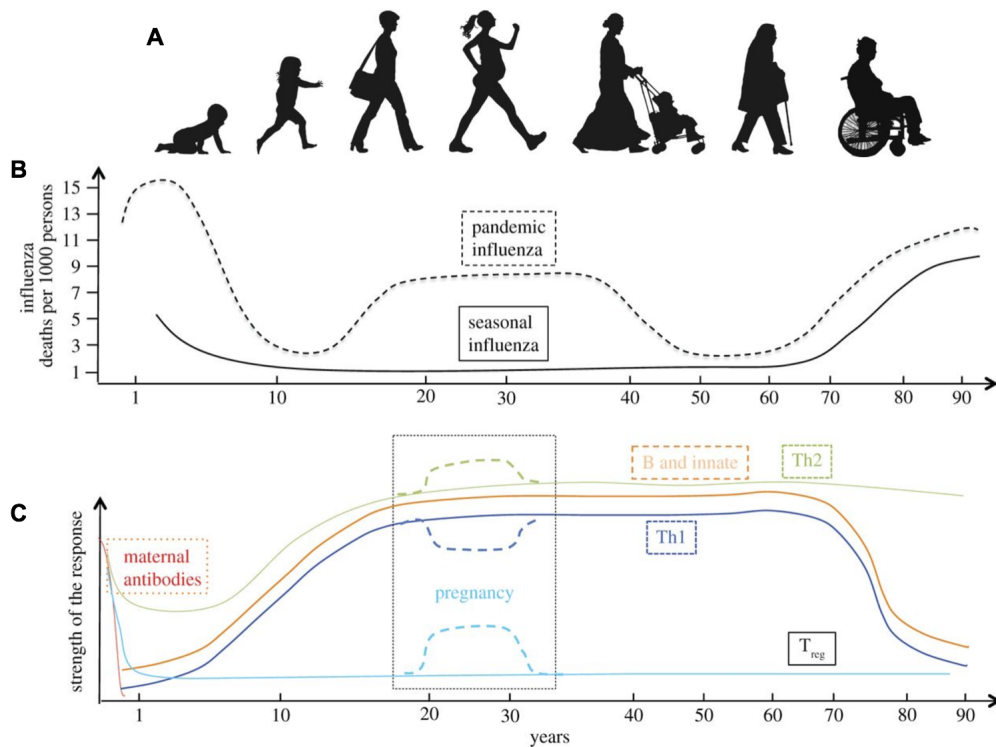 A
B
influenza
deaths per 1000 persons
15
13
11
9
7
5
3
1
pandemic
influenza
seasonal
influenza
1 10 20 30 40 50 60 70 80 90
C
strength of the response
maternal
antibodies
B and innate
Th2
Th1
pregnancy
Treg
1 10 20 30 40 50 60 70 80 90
years